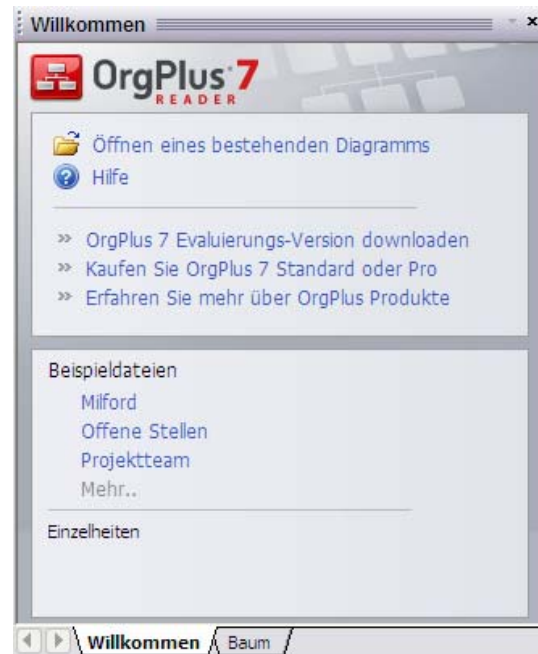 Willkommen
OrgPlus 7
READER
Öffnen eines bestehenden Diagramms
Hilfe
» OrgPlus 7 Evaluierungs-Version downloaden
» Kaufen Sie OrgPlus 7 Standard oder Pro
» Erfahren Sie mehr über OrgPlus Produkte
Beispieldateien
Milford
Offene Stellen
Projektteam
Mehr..
Einzelheiten
Willkommen Baum